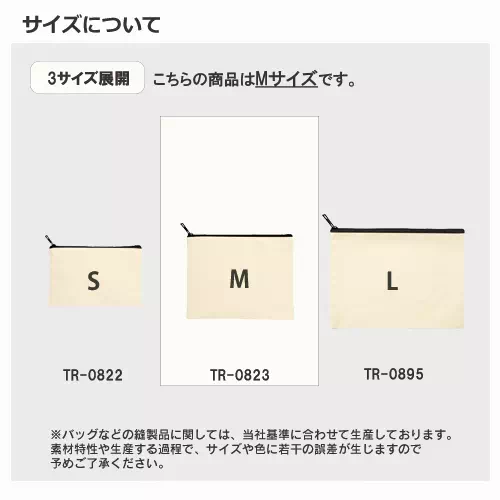 サイズについて
3サイズ展開 こちらの商品はMサイズです。
S M L
TR-0822 TR-0823 TR-0895
※バッグなどの縫製品に関しては、当社基準に合わせて生産しております。
素材特性や生産する過程で、サイズや色に若干の誤差が生じますので
予めご了承ください。